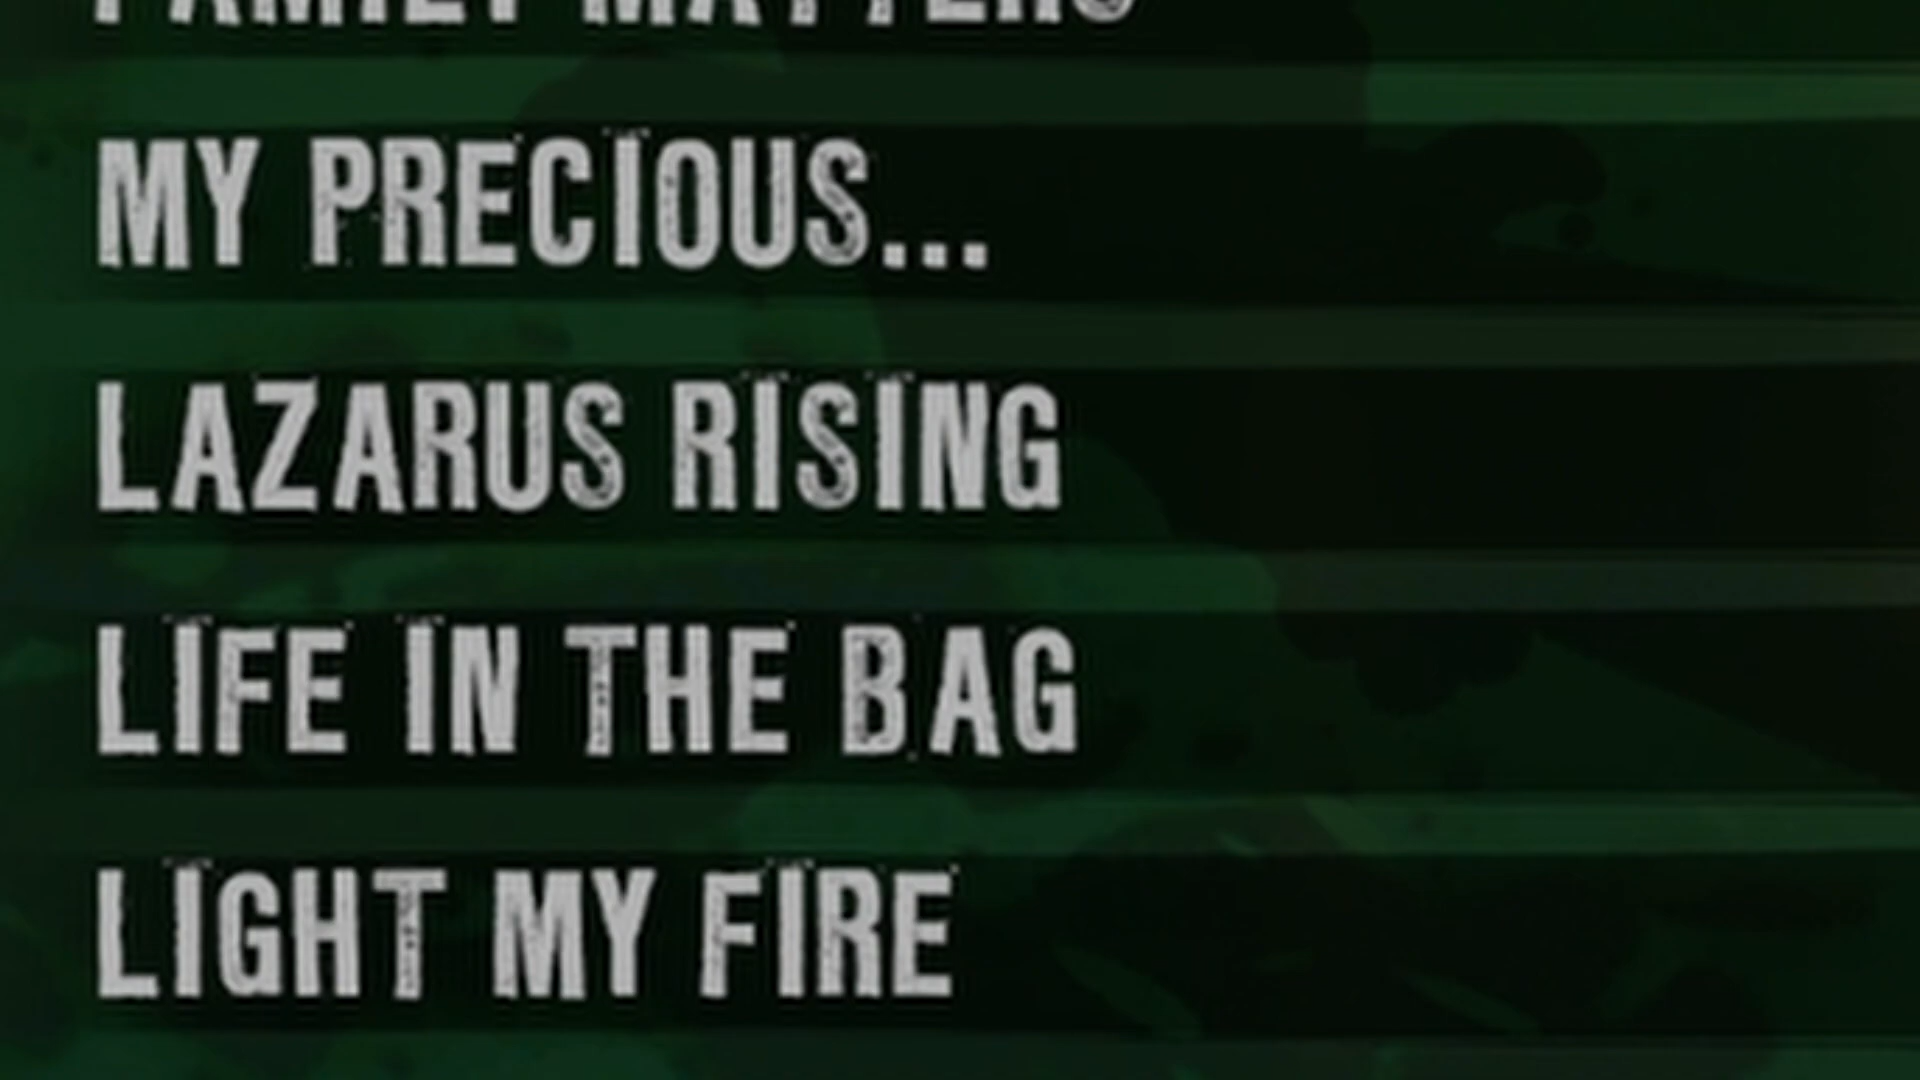 FAMILY MATTERS
MY PRECIOUS...
LAZARUS RISING
LIFE IN THE BAG
LIGHT MY FIRE